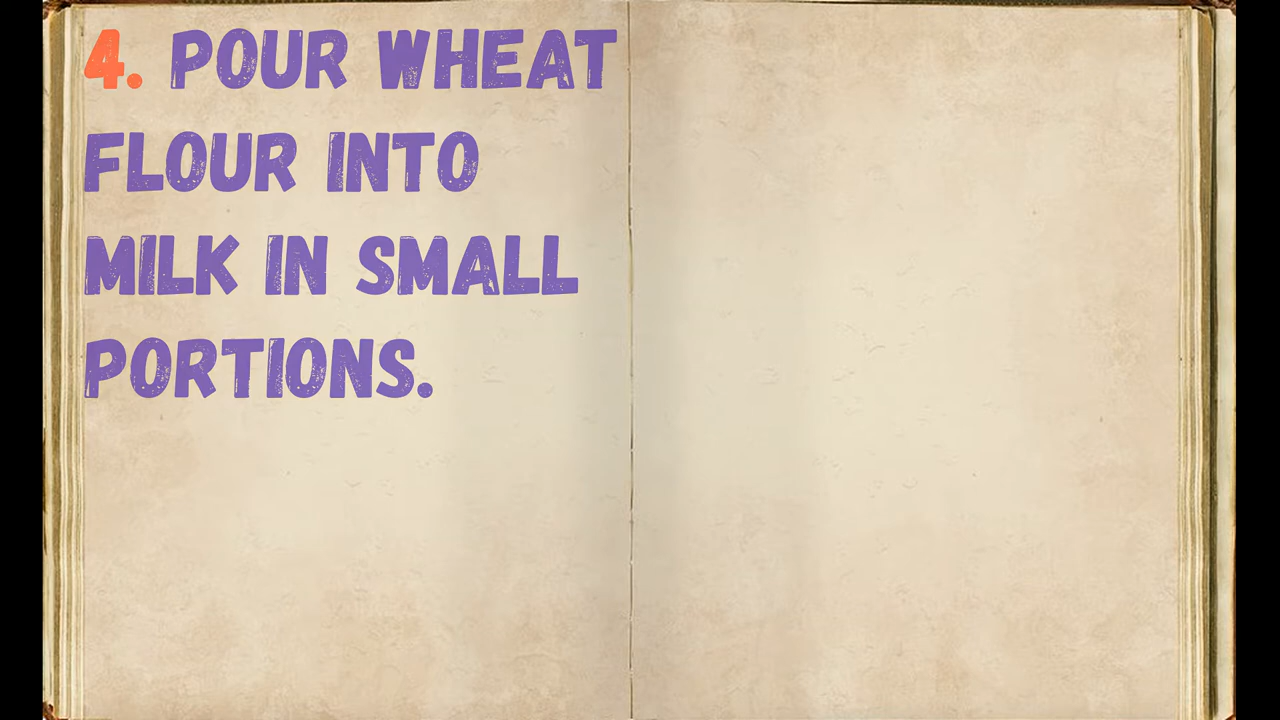 4. POUR WHEAT
FLOUR INTO
MILK IN SMALL
PORTIONS.